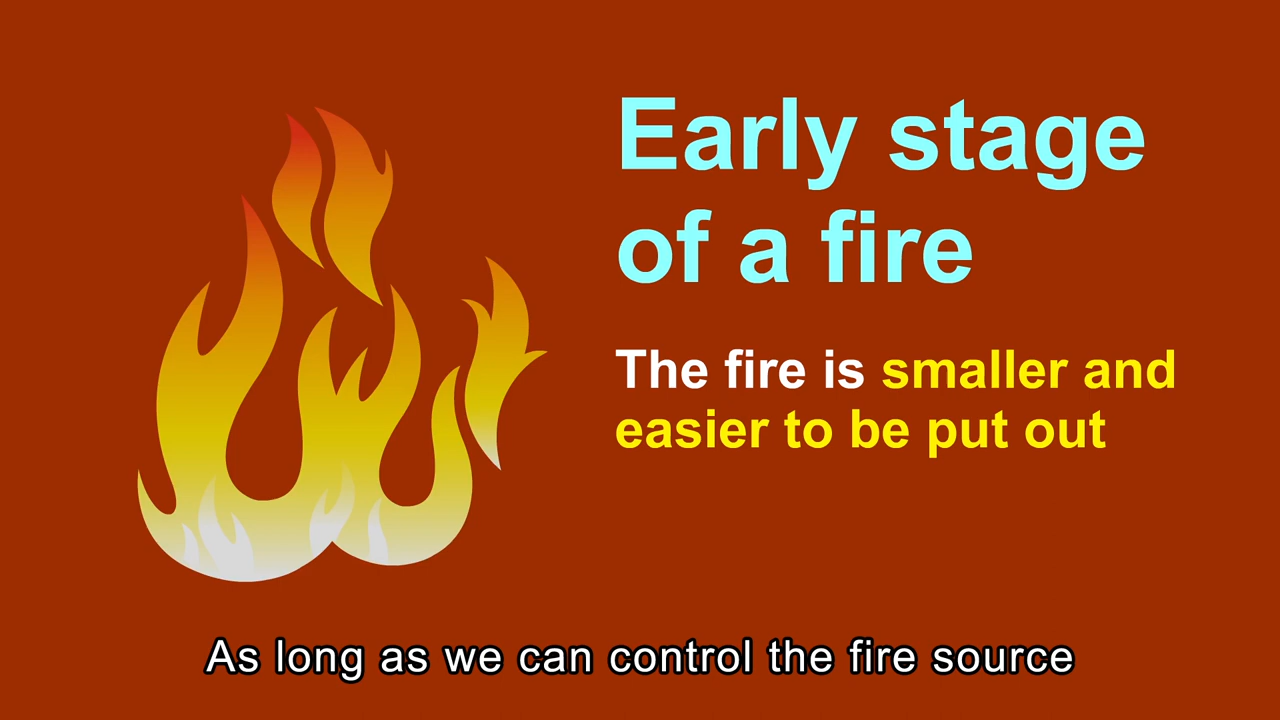 Early stage
of a fire
The fire is smaller and
easier to be put out
As long as we can control the fire source